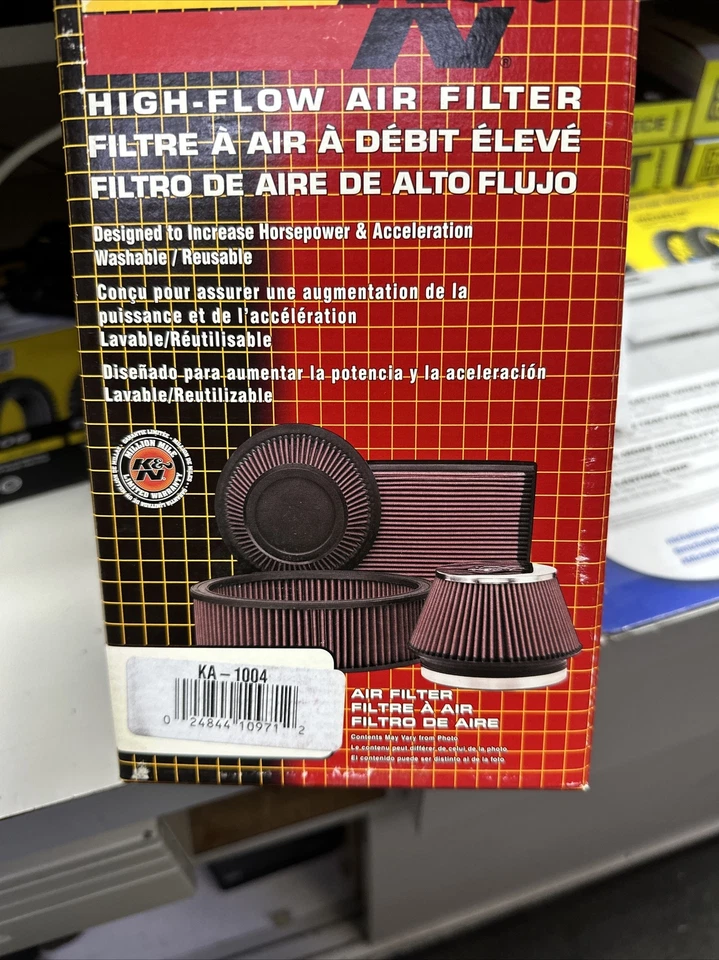 N®
HIGH-FLOW AIR FILTER
FILTRE À AIR À DÉBIT ÉLEVÉ
FILTRO DE AIRE DE ALTO FLUJO
Designed to Increase Horsepower & Acceleration
Washable / Reusable
Conçu pour assurer une augmentation de la
puissance et de l'accélération
Lavable/Réutilisable
Diseñado para aumentar la potencia y la aceleración
Lavable/Reutilizable
MILLION MILE
K&N
LIMITED WARRANTY
KA-1004
0 24844 10971 2
AIR FILTER
FILTRE À AIR
FILTRO DE AIRE
Contents May Vary from Photo
Le contenu peut différer de celui de la photo
El contenido puede ser distinto al de la foto